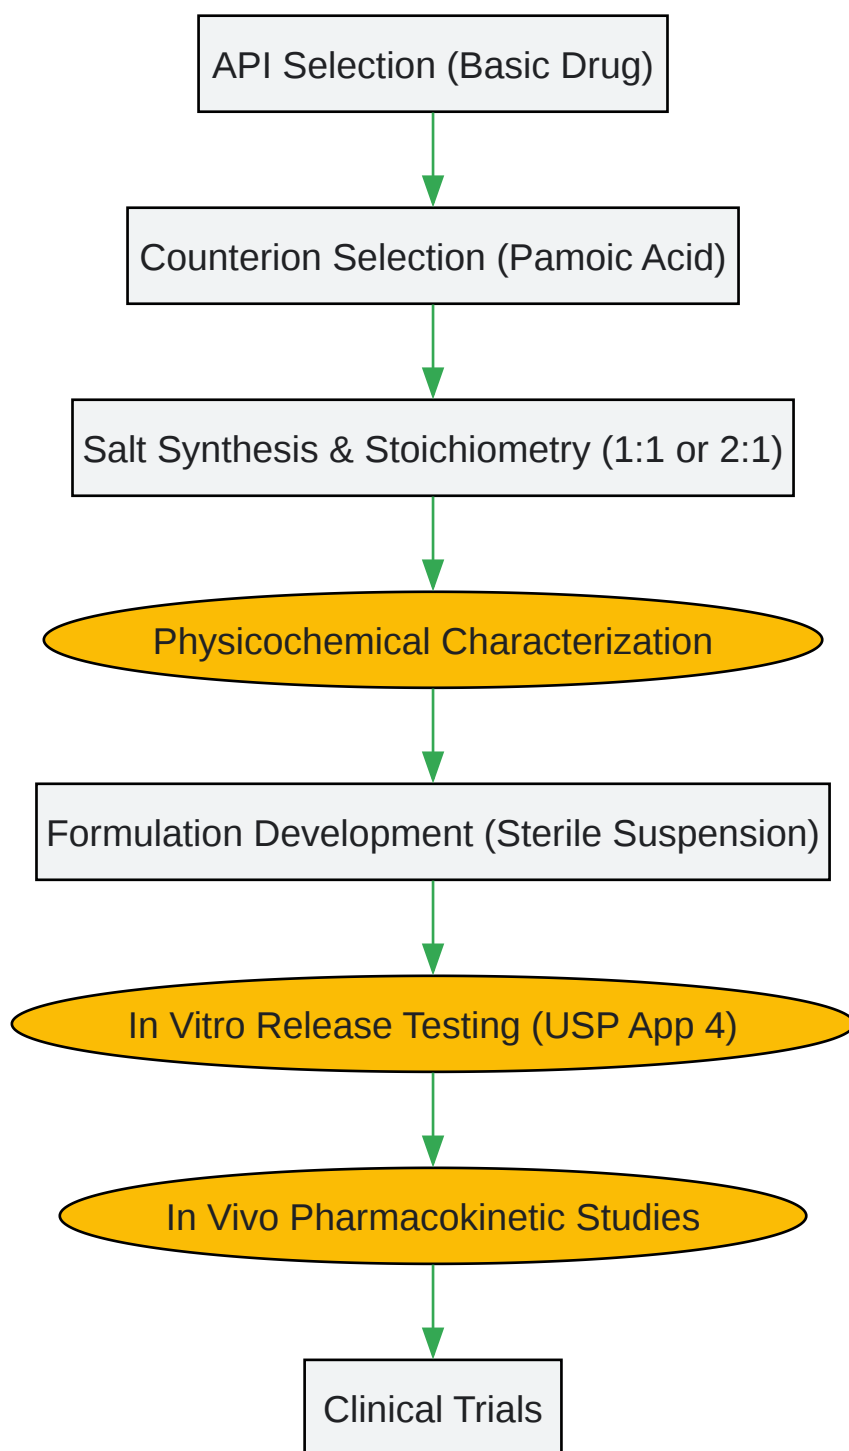 API Selection (Basic Drug)
Counterion Selection (Pamoic Acid)
Salt Synthesis & Stoichiometry (1:1 or 2:1)
Physicochemical Characterization
Formulation Development (Sterile Suspension)
In Vitro Release Testing (USP App 4)
In Vivo Pharmacokinetic Studies
Clinical Trials